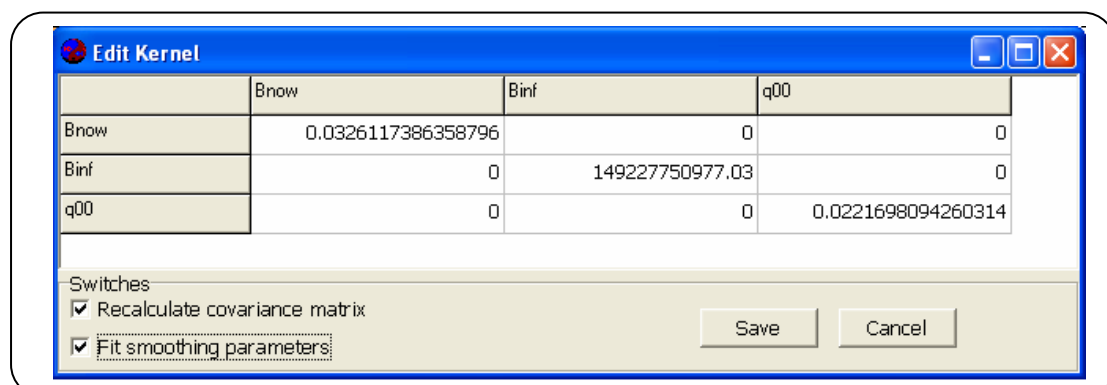 Edit Kernel
Bnow Binf q00
Bnow 0.0326117386358796 0 0
Binf 0 149227750977.03 0
q00 0 0 0.0221698094260314
Switches
Recalculate covariance matrix
Fit smoothing parameters
Save Cancel